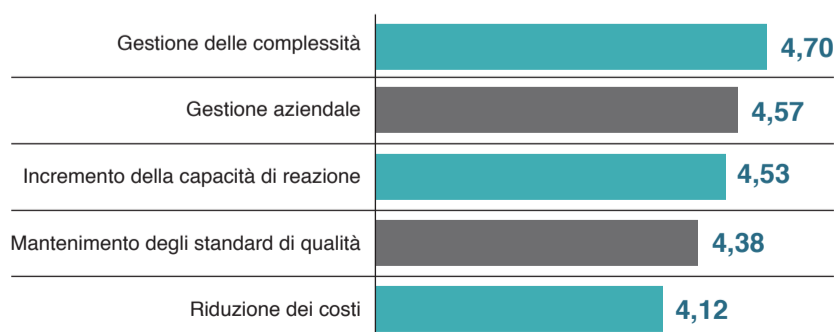 Gestione delle complessità 4,70
Gestione aziendale 4,57
Incremento della capacità di reazione 4,53
Mantenimento degli standard di qualità 4,38
Riduzione dei costi 4,12